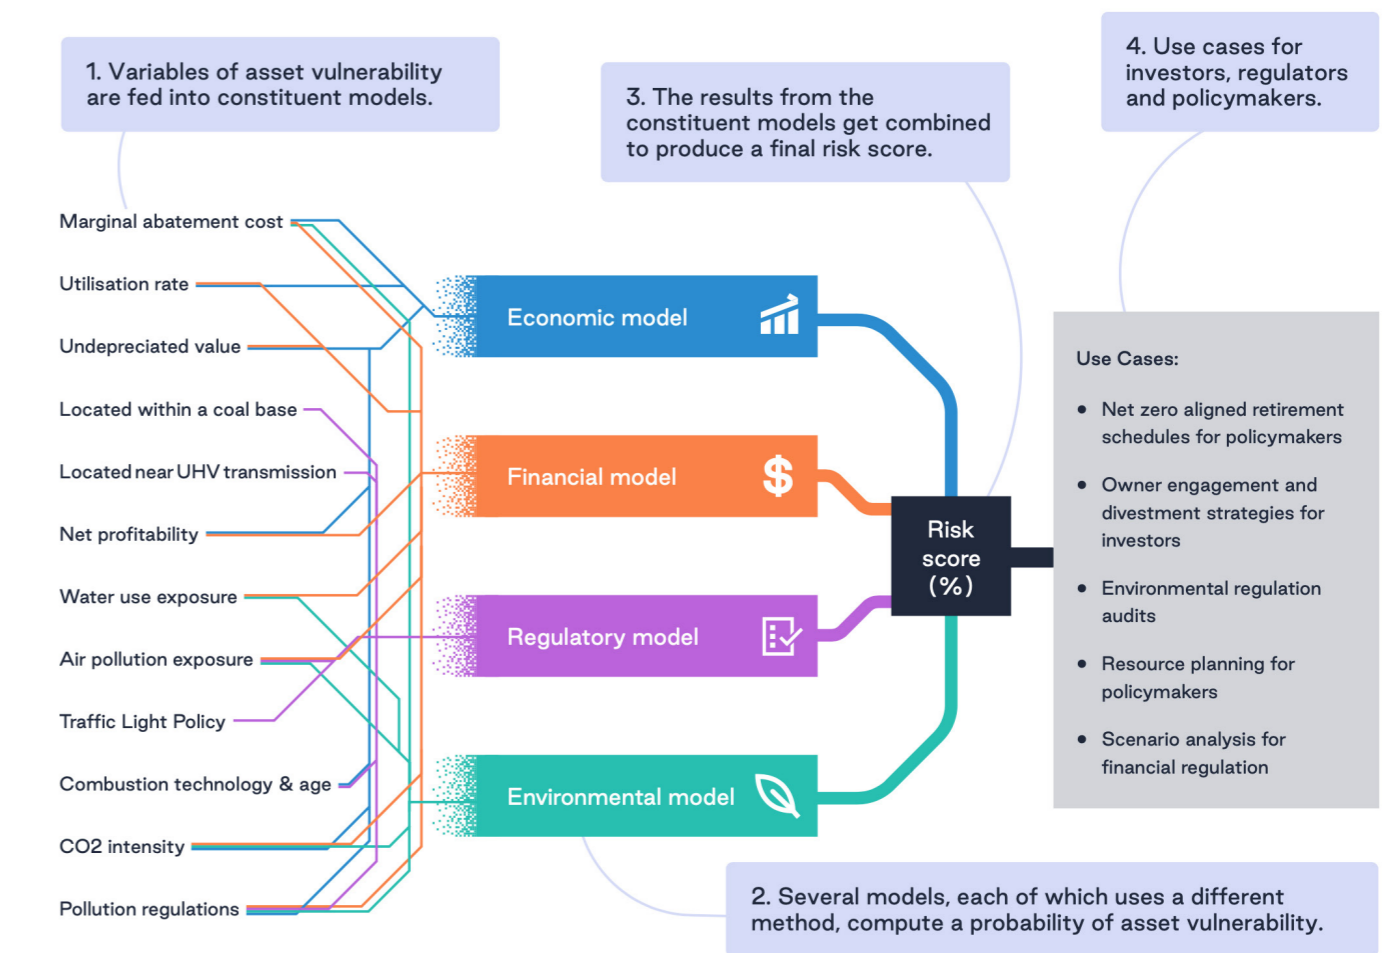 1. Variables of asset vulnerability
are fed into constituent models.
3. The results from the
constituent models get combined
to produce a final risk score.
4. Use cases for
investors, regulators
and policymakers.
Marginal abatement cost
Utilisation rate
Undepreciated value
Located within a coal base
Located near UHV transmission
Net profitability
Water use exposure
Air pollution exposure
Traffic Light Policy
Combustion technology & age
CO2 intensity
Pollution regulations
Economic model
Financial model
$
Regulatory model
Environmental model
Risk
score
(%)
Use Cases:
• Net zero aligned retirement
schedules for policymakers
• Owner engagement and
divestment strategies for
investors
• Environmental regulation
audits
• Resource planning for
policymakers
• Scenario analysis for
financial regulation
2. Several models, each of which uses a different
method, compute a probability of asset vulnerability.